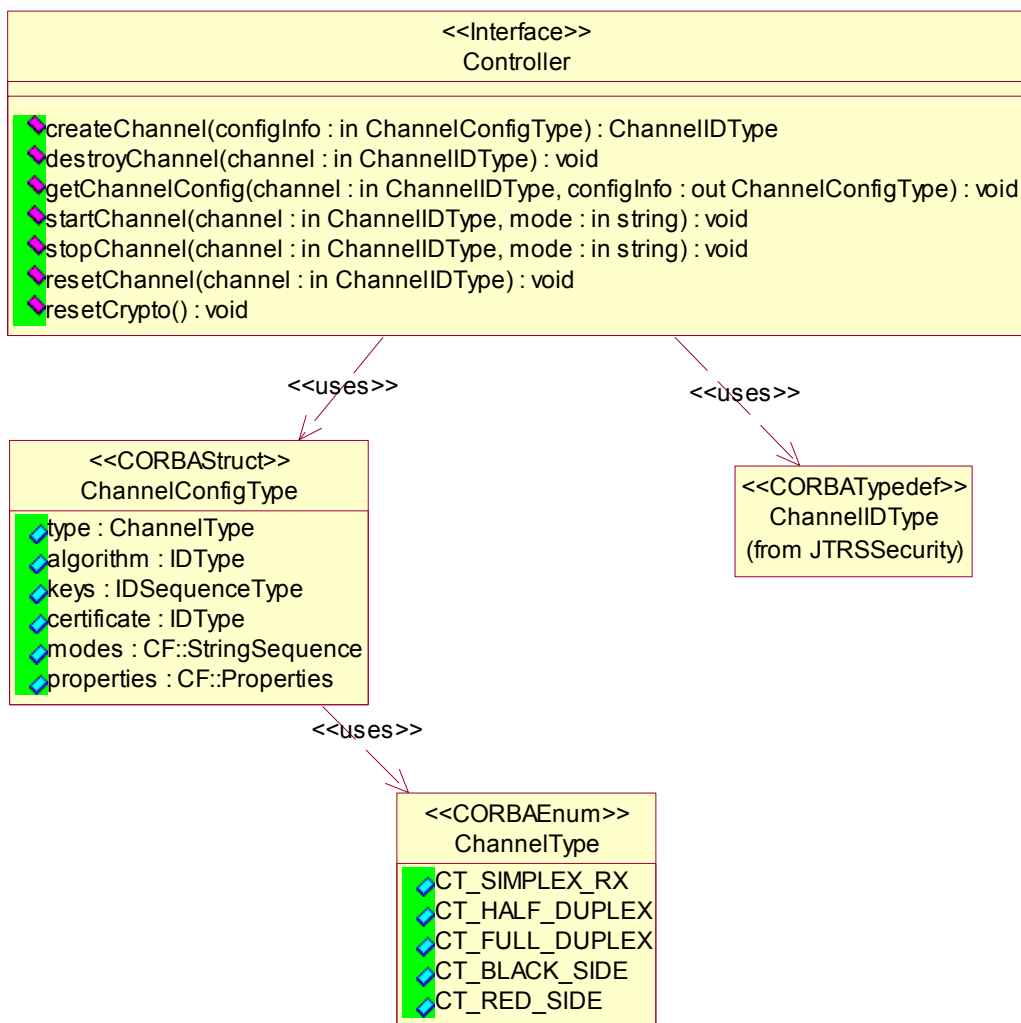 <<Interface>>
Controller
createChannel(configInfo : in ChannelConfigType) : ChannelIDType
destroyChannel(channel : in ChannelIDType) : void
getChannelConfig(channel : in ChannelIDType, configInfo : out ChannelConfigType) : void
startChannel(channel : in ChannelIDType, mode : in string) : void
stopChannel(channel : in ChannelIDType, mode : in string) : void
resetChannel(channel : in ChannelIDType) : void
resetCrypto() : void
<<uses>>
<<uses>>
<<CORBAStruct>>
ChannelConfigType
type : ChannelType
algorithm : IDType
keys : IDSequenceType
certificate : IDType
modes : CF::StringSequence
properties : CF::Properties
<<CORBATypedef>>
ChannelIDType
(from JTRSSecurity)
<<uses>>
<<CORBAEnum>>
ChannelType
CT_SIMPLEX_RX
CT_HALF_DUPLEX
CT_FULL_DUPLEX
CT_BLACK_SIDE
CT_RED_SIDE